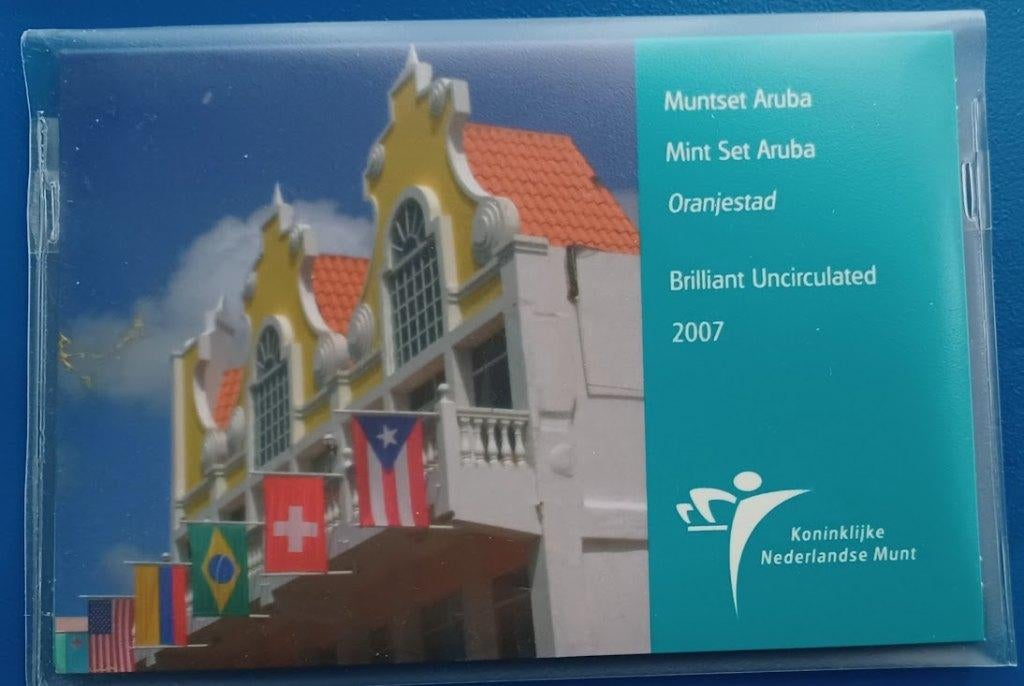 Muntset Aruba
Mint Set Aruba
Oranjestad
Brilliant Uncirculated
2007
Koninklijke
Nederlandse Munt